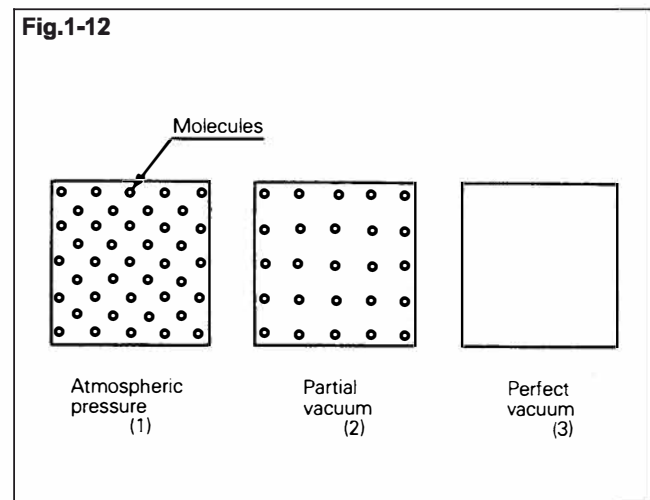 Fig.1-12
Molecules
Atmospheric
pressure
(1)
Partial
vacuum
(2)
Perfect
vacuum
(3)